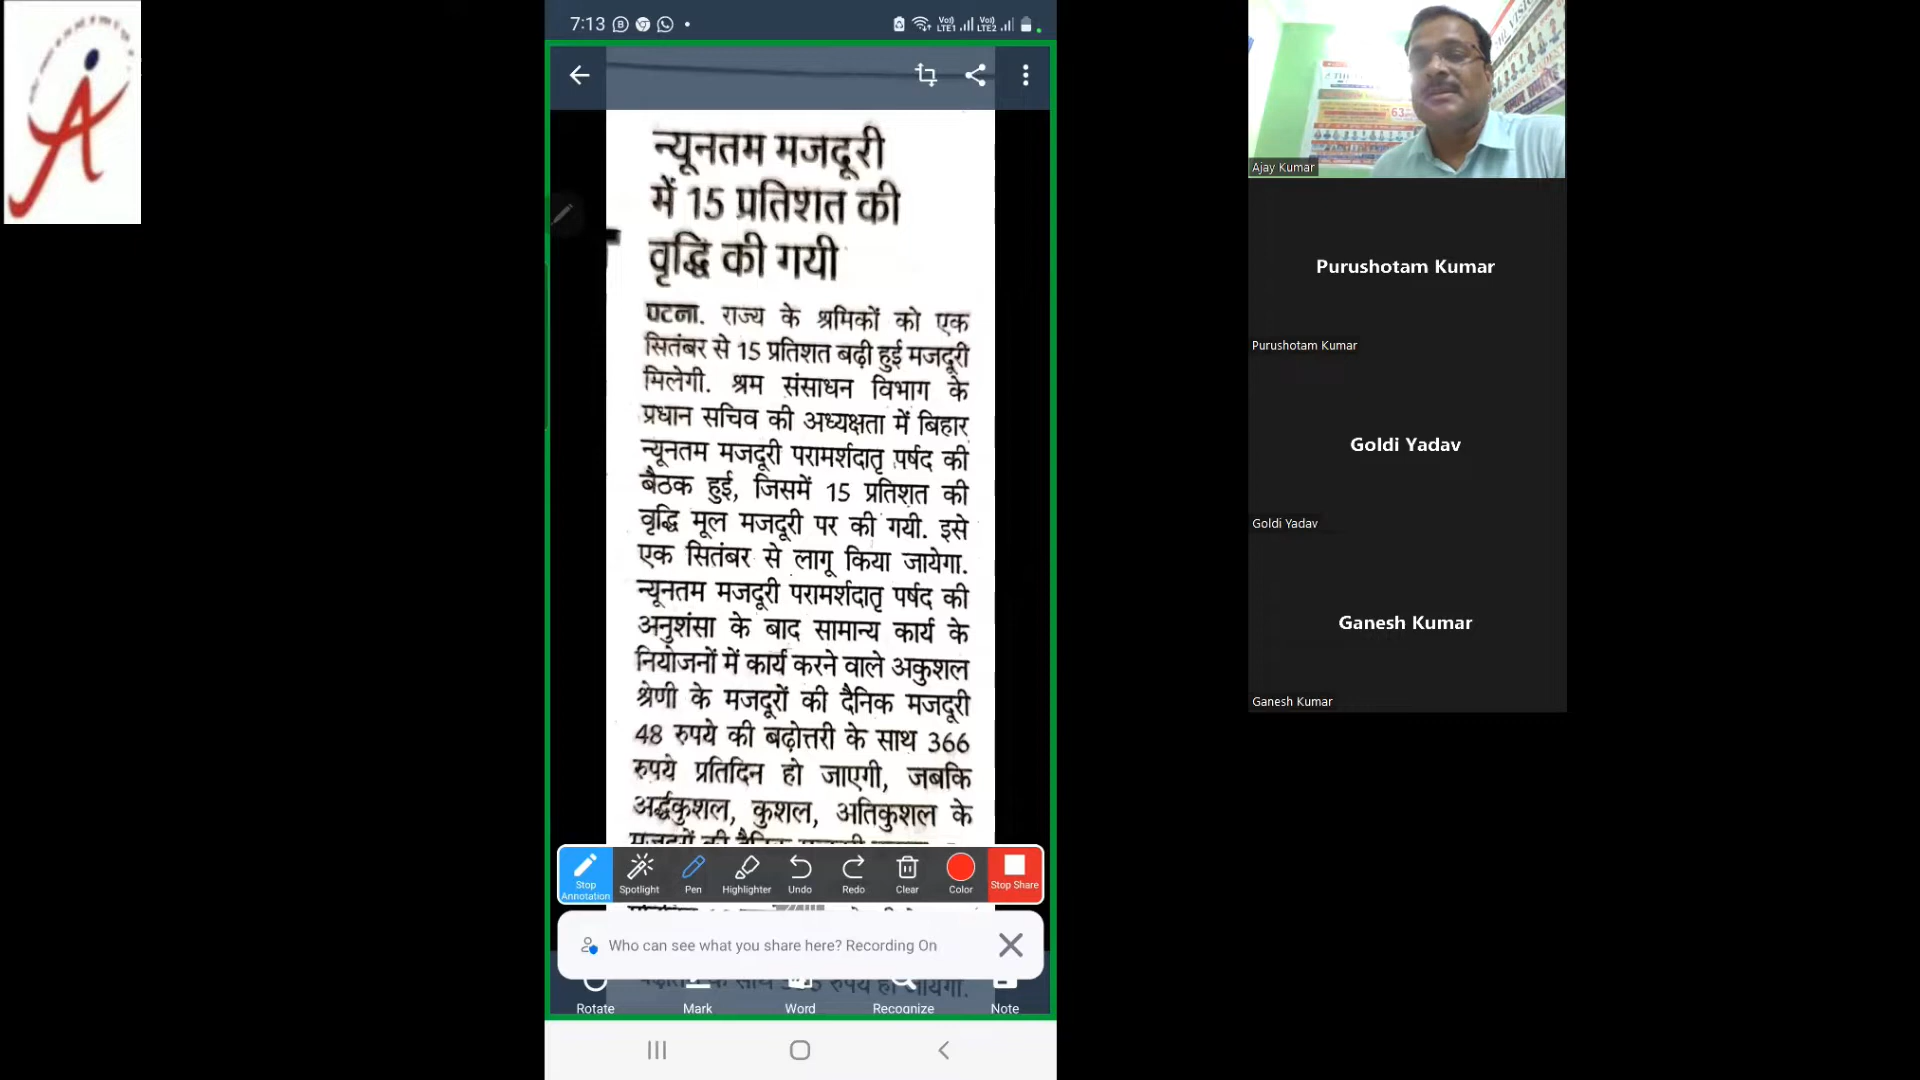 7:13
न्यूनतम मजदूरी
में 15 प्रतिशत की
वृद्धि की गयी
पटना. राज्य के श्रमिकों को एक
सितंबर से 15 प्रतिशत बढ़ी हुई मजदूरी
मिलेगी. श्रम संसाधन विभाग के
प्रधान सचिव की अध्यक्षता में बिहार
न्यूनतम मजदूरी परामर्शदातृ पर्षद की
बैठक हुई, जिसमें 15 प्रतिशत की
वृद्धि मूल मजदूरी पर की गयी. इसे
एक सितंबर से लागू किया जायेगा.
न्यूनतम मजदूरी परामर्शदातृ पर्षद की
अनुशंसा के बाद सामान्य कार्य के
नियोजनों में कार्य करने वाले अकुशल
श्रेणी के मजदूरों की दैनिक मजदूरी
48 रुपये की बढ़ोत्तरी के साथ 366
रुपये प्रतिदिन हो जाएगी, जबकि
अर्द्धकुशल, कुशल, अतिकुशल के
मजदूरों की दैनिक
Stop Annotation Spotlight Pen Highlighter Undo Redo Clear Color Stop Share
Who can see what you share here? Recording On
के साथ रुपये हो जायेगा.
Rotate Mark Word Recognize Note
Ajay Kumar
Purushotam Kumar
Purushotam Kumar
Goldi Yadav
Goldi Yadav
Ganesh Kumar
Ganesh Kumar